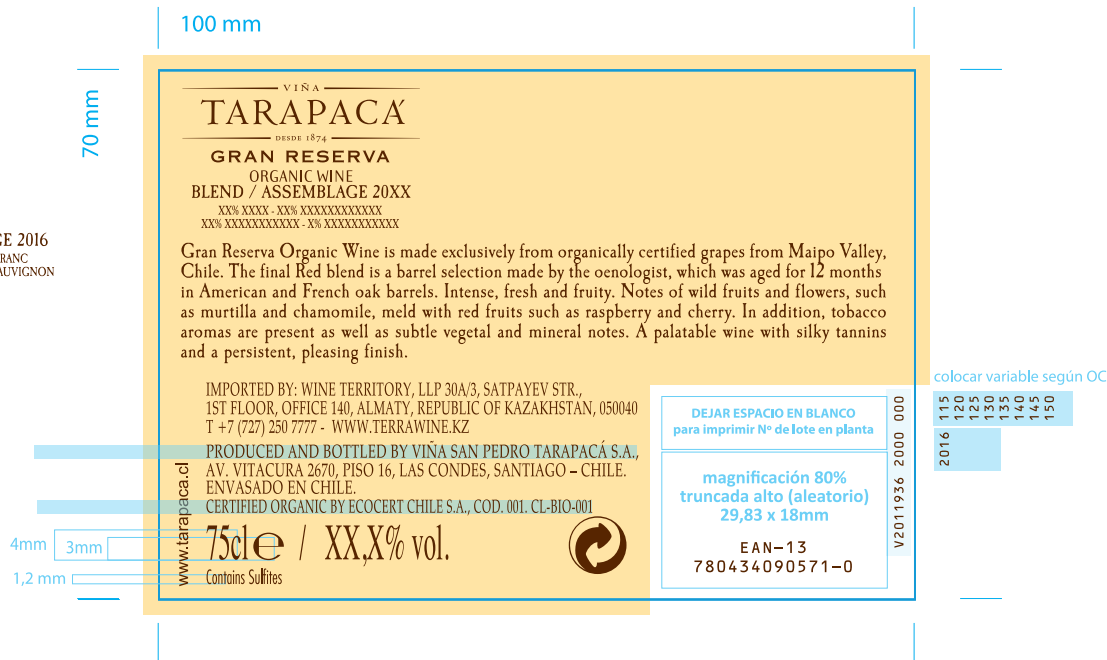 100 mm
70 mm
VIÑA
TARAPACÁ
DESDE 1874
GRAN RESERVA
ORGANIC WINE
BLEND / ASSEMBLAGE 20XX
XX% XXXX - XX% XXXXXXXXXXXX
XX% XXXXXXXXXXX - X% XXXXXXXXXXX
E 2016
RANC
AUVIGNON
Gran Reserva Organic Wine is made exclusively from organically certified grapes from Maipo Valley,
Chile. The final Red blend is a barrel selection made by the oenologist, which was aged for 12 months
in American and French oak barrels. Intense, fresh and fruity. Notes of wild fruits and flowers, such
as murtilla and chamomile, meld with red fruits such as raspberry and cherry. In addition, tobacco
aromas are present as well as subtle vegetal and mineral notes. A palatable wine with silky tannins
and a persistent, pleasing finish.
IMPORTED BY: WINE TERRITORY, LLP 30A/3, SATPAYEV STR.,
1ST FLOOR, OFFICE 140, ALMATY, REPUBLIC OF KAZAKHSTAN, 050040
T +7 (727) 250 7777 - WWW.TERRAWINE.KZ
PRODUCED AND BOTTLED BY VIÑA SAN PEDRO TARAPACÁ S.A.,
AV. VITACURA 2670, PISO 16, LAS CONDES, SANTIAGO – CHILE.
ENVASADO EN CHILE.
CERTIFIED ORGANIC BY ECOCERT CHILE S.A., COD. 001. CL-BIO-001
www.tarapaca.cl
75cl e / XX,X% vol.
Contains Sulfites
4mm
3mm
1,2 mm
DEJAR ESPACIO EN BLANCO
para imprimir Nº de lote en planta
magnificación 80%
truncada alto (aleatorio)
29,83 x 18mm
EAN-13
780434090571-0
V2011936 2000 000
colocar variable según OC
115
120
125
130
135
140
145
150
2016